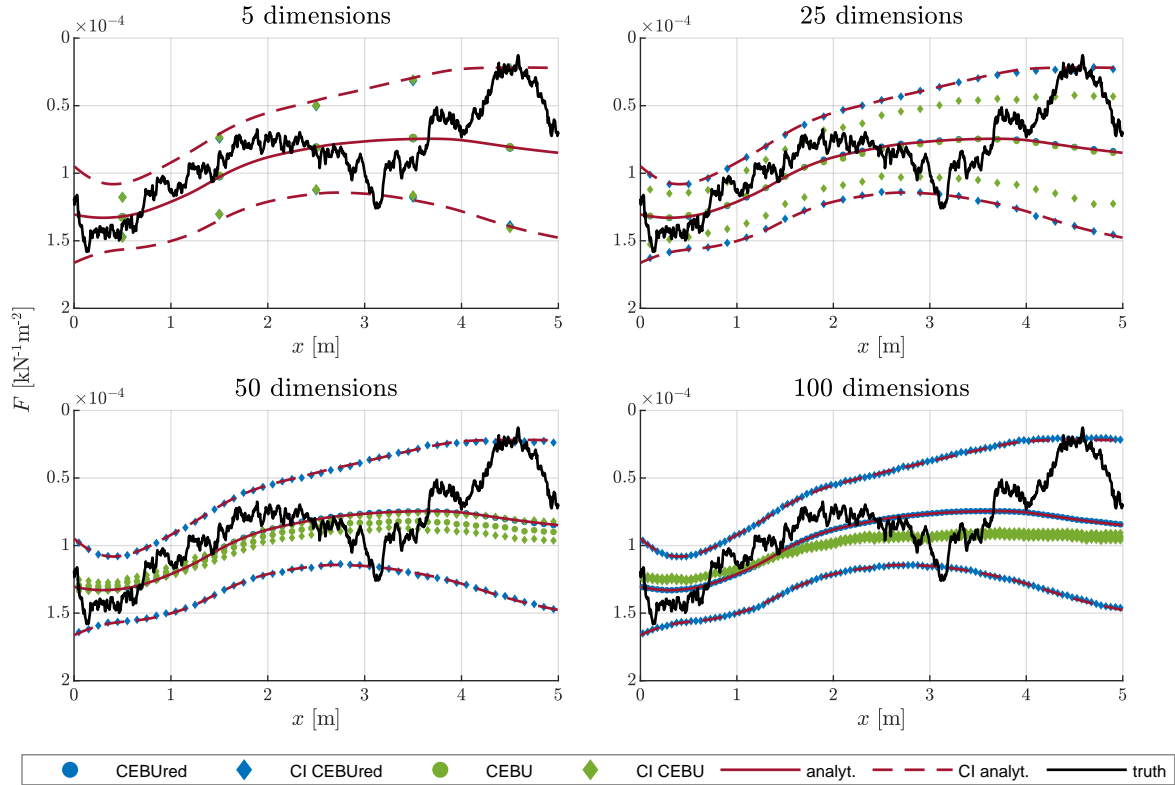 5 dimensions
×10⁻⁴
0
0.5
1
1.5
2
0 1 2 3 4 5
x [m]
25 dimensions
×10⁻⁴
0
0.5
1
1.5
2
0 1 2 3 4 5
x [m]
F [kN⁻¹m⁻²]
50 dimensions
×10⁻⁴
0
0.5
1
1.5
2
0 1 2 3 4 5
x [m]
100 dimensions
×10⁻⁴
0
0.5
1
1.5
2
0 1 2 3 4 5
x [m]
CEBUred CI CEBUred CEBU CI CEBU analyt. CI analyt. truth